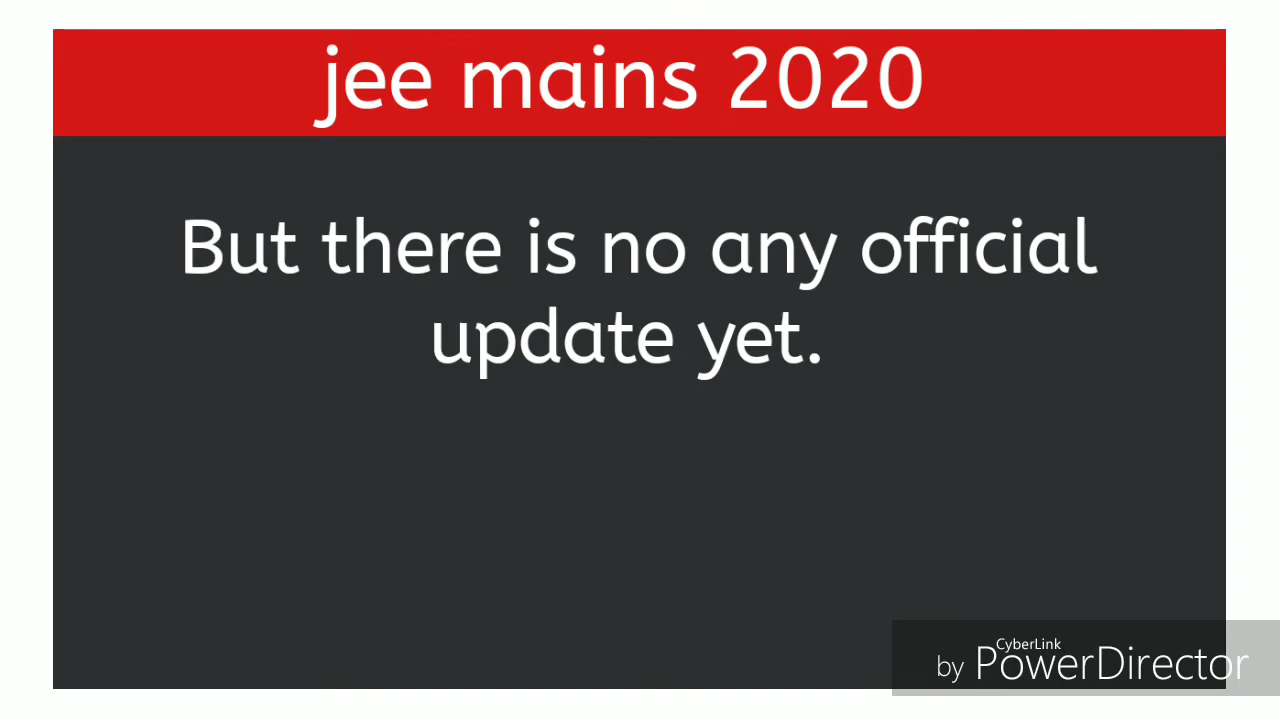 jee mains 2020
But there is no any official
update yet.
CyberLink
by PowerDirector